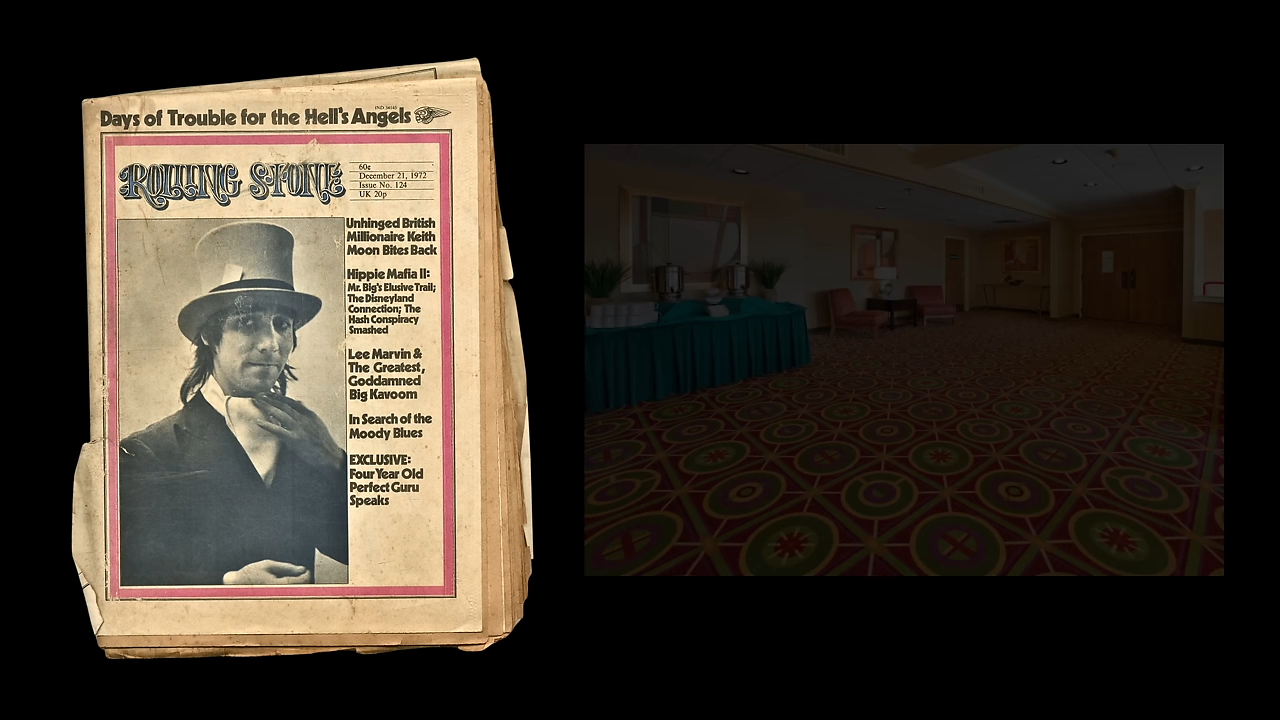 IND 34145
Days of Trouble for the Hell's Angels
ROLLING STONE
60¢
December 21, 1972
Issue No. 124
UK 20p
Unhinged British
Millionaire Keith
Moon Bites Back
Hippie Mafia II:
Mr. Big's Elusive Trail;
The Disneyland
Connection; The
Hash Conspiracy
Smashed
Lee Marvin &
The Greatest,
Goddamned
Big Kavoom
In Search of the
Moody Blues
EXCLUSIVE:
Four Year Old
Perfect Guru
Speaks